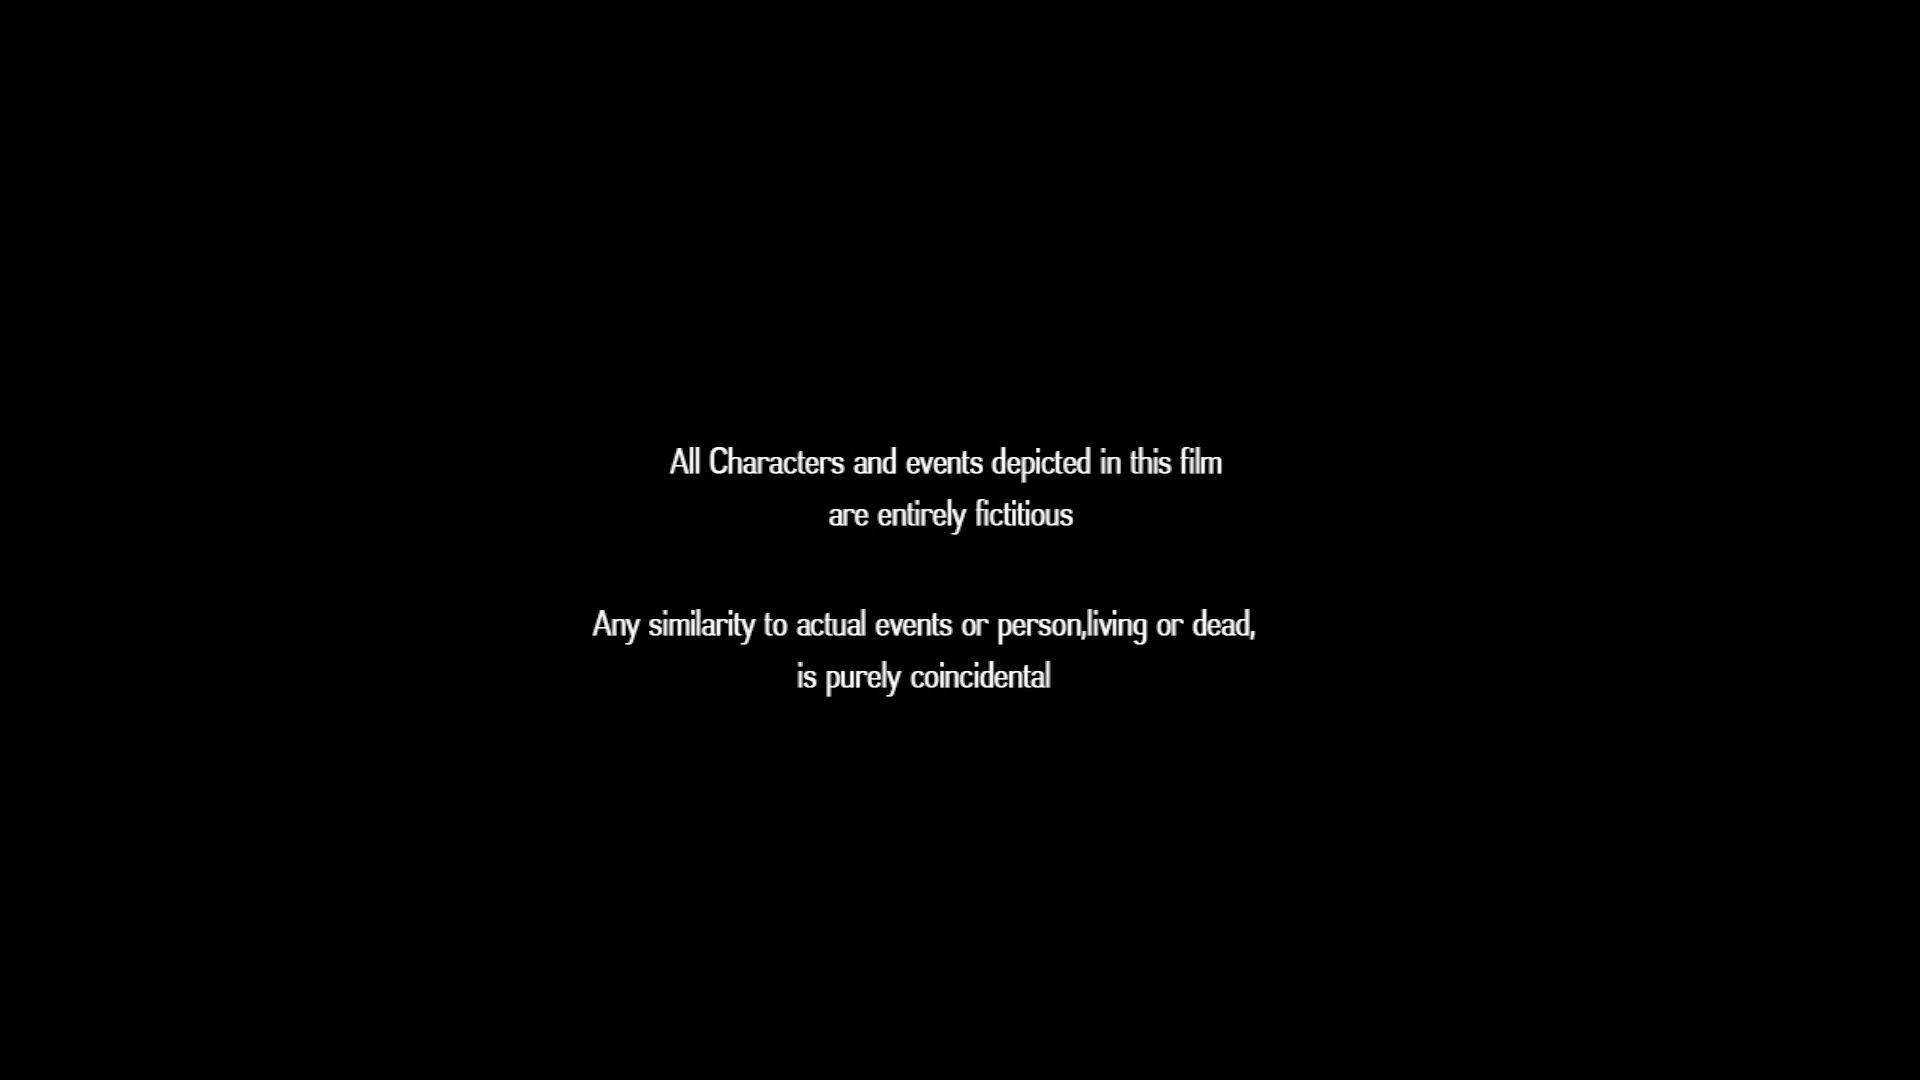 All Characters and events depicted in this film
are entirely fictitious
Any similarity to actual events or person,living or dead,
is purely coincidental